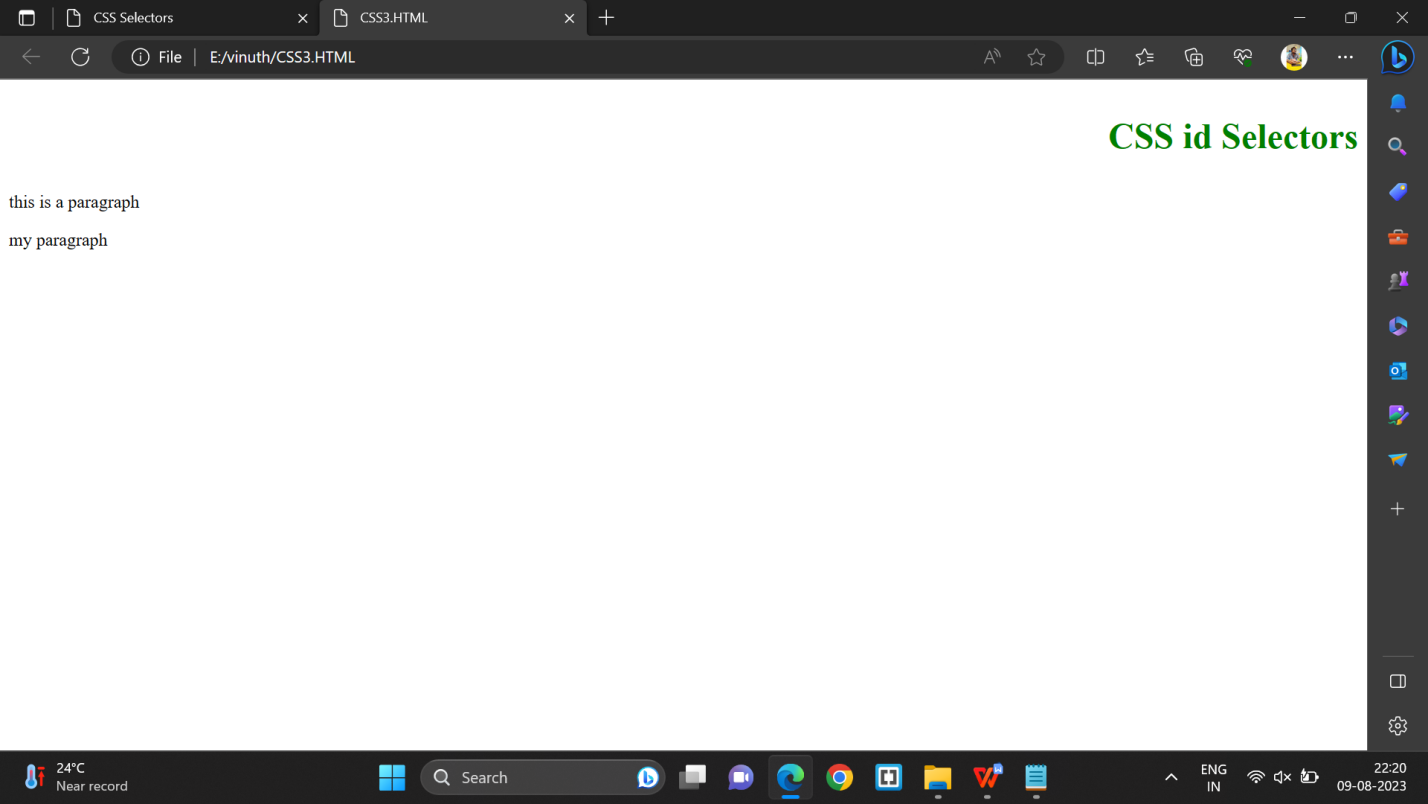 CSS Selectors
CSS3.HTML
File
E:/vinuth/CSS3.HTML
CSS id Selectors
this is a paragraph
my paragraph
24°C
Near record
Search
ENG
IN
22:20
09-08-2023